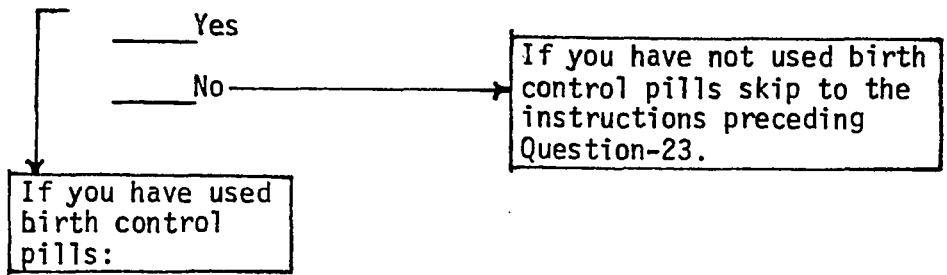 _____Yes
_____No
If you have not used birth
control pills skip to the
instructions preceding
Question-23.
If you have used
birth control
pills: